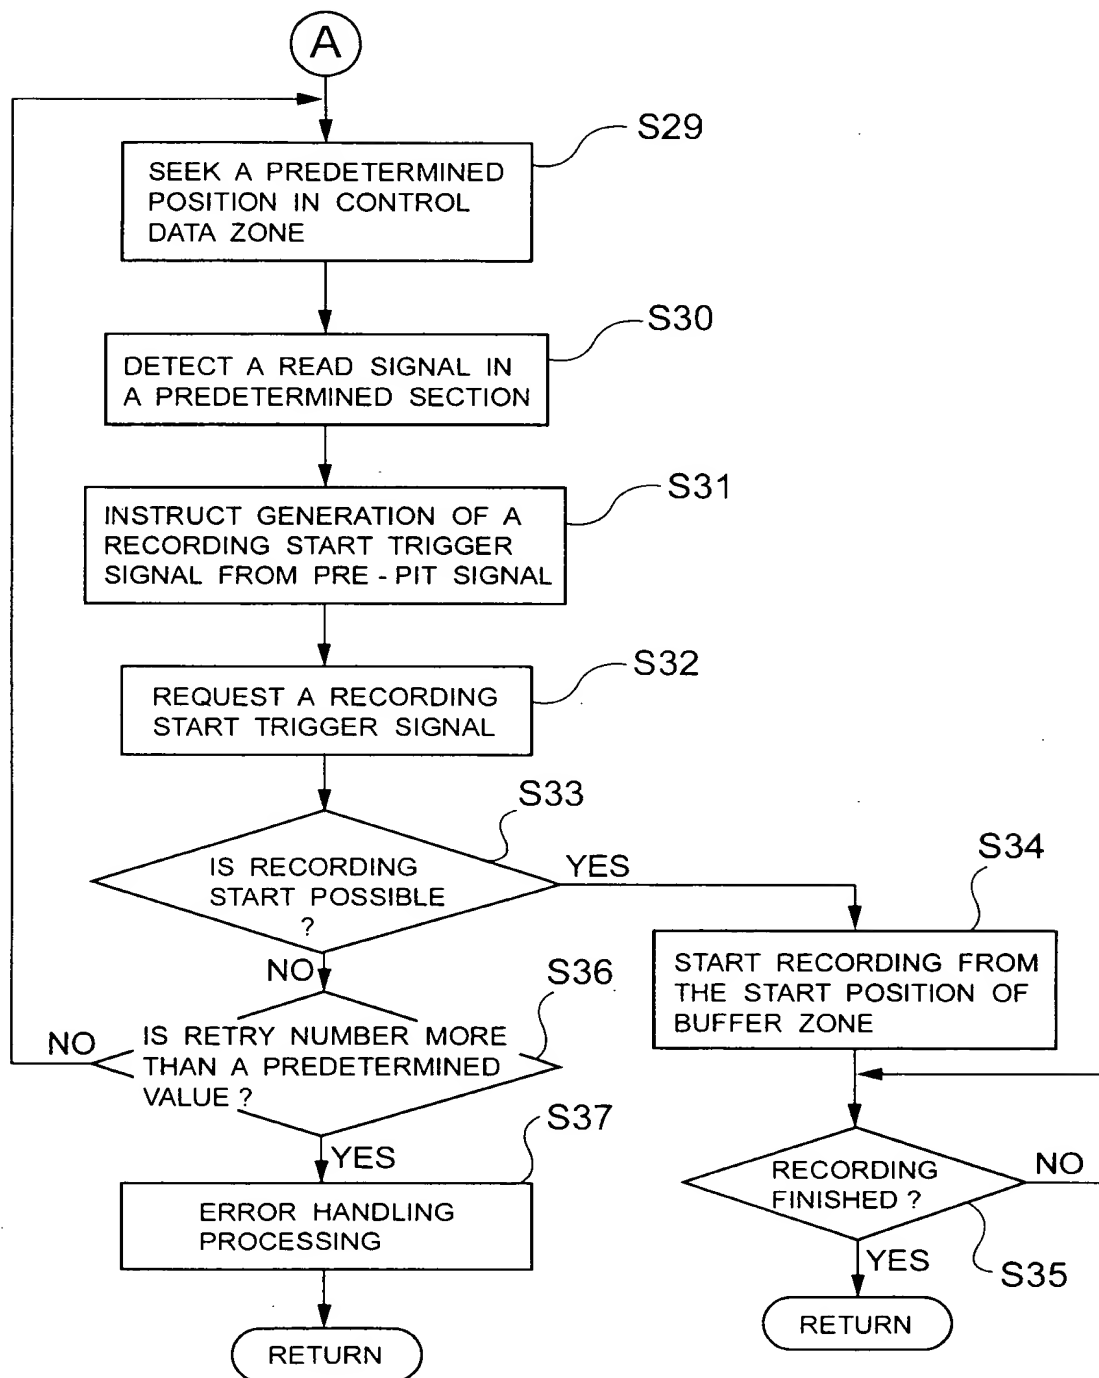 A
S29
SEEK A PREDETERMINED
POSITION IN CONTROL
DATA ZONE
S30
DETECT A READ SIGNAL IN
A PREDETERMINED SECTION
S31
INSTRUCT GENERATION OF A
RECORDING START TRIGGER
SIGNAL FROM PRE - PIT SIGNAL
S32
REQUEST A RECORDING
START TRIGGER SIGNAL
S33
IS RECORDING
START POSSIBLE
?
YES
NO
S34
START RECORDING FROM
THE START POSITION OF
BUFFER ZONE
S36
IS RETRY NUMBER MORE
THAN A PREDETERMINED
VALUE ?
NO
YES
S37
ERROR HANDLING
PROCESSING
RETURN
RECORDING
FINISHED ?
NO
YES
S35
RETURN